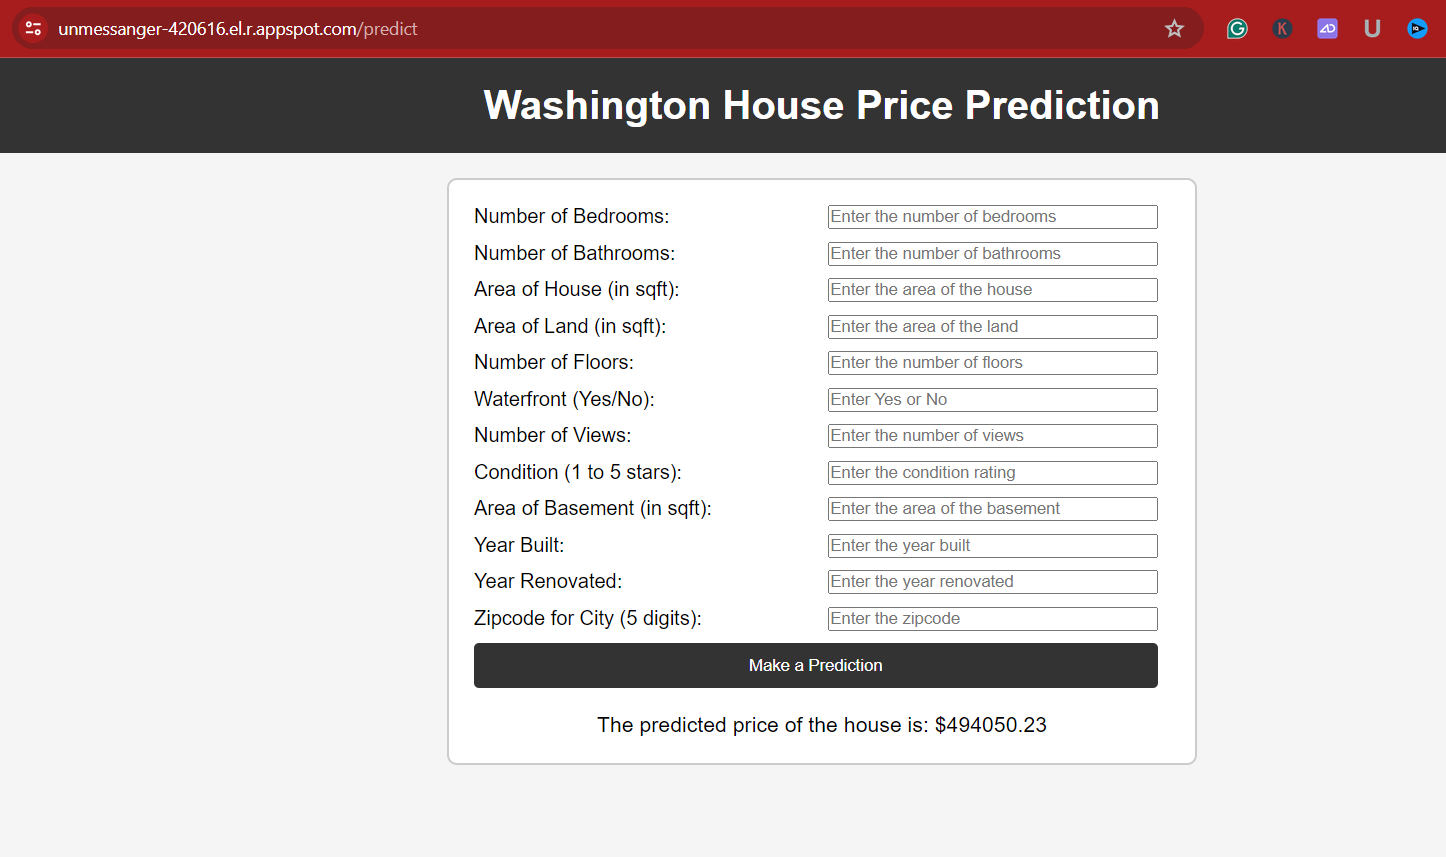 unmessanger-420616.el.r.appspot.com/predict
Washington House Price Prediction
Number of Bedrooms: Enter the number of bedrooms
Number of Bathrooms: Enter the number of bathrooms
Area of House (in sqft): Enter the area of the house
Area of Land (in sqft): Enter the area of the land
Number of Floors: Enter the number of floors
Waterfront (Yes/No): Enter Yes or No
Number of Views: Enter the number of views
Condition (1 to 5 stars): Enter the condition rating
Area of Basement (in sqft): Enter the area of the basement
Year Built: Enter the year built
Year Renovated: Enter the year renovated
Zipcode for City (5 digits): Enter the zipcode
Make a Prediction
The predicted price of the house is: $494050.23